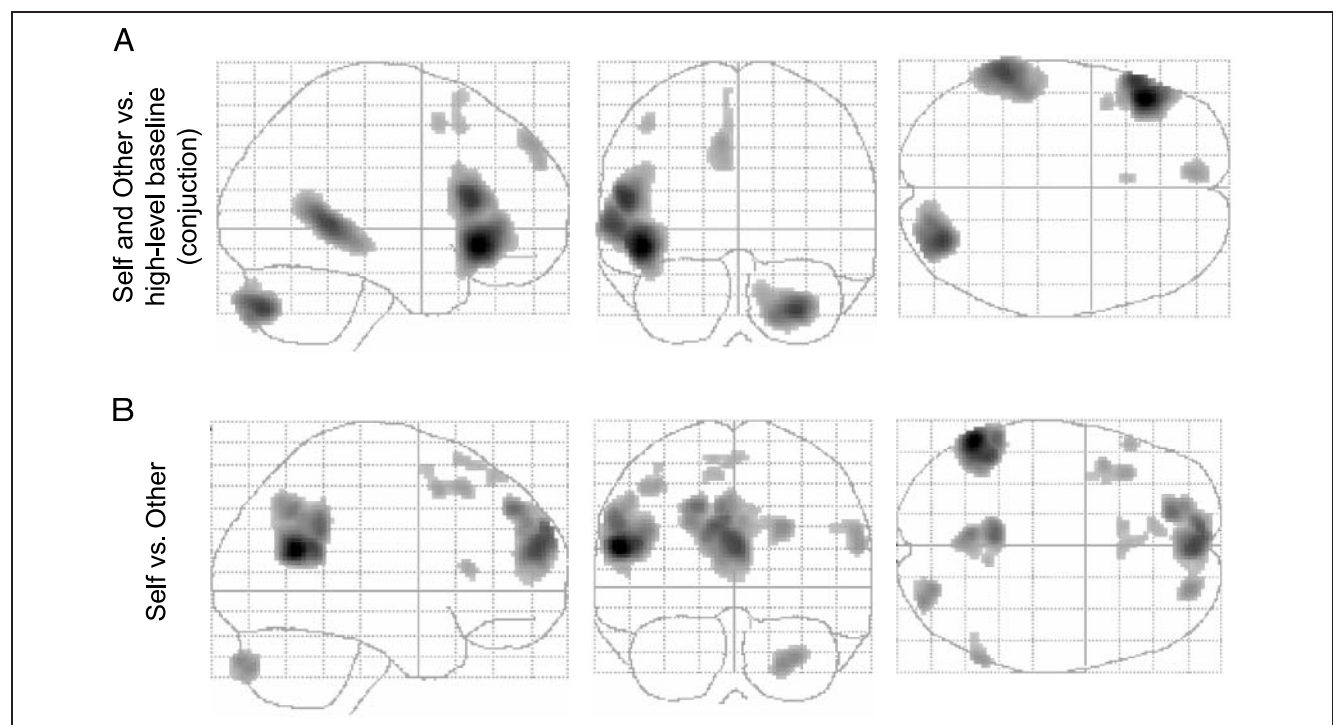 A
Self and Other vs.
high-level baseline
(conjuction)
B
Self vs. Other